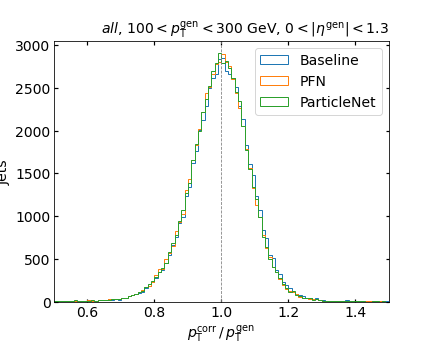 all, 100 < p_T^gen < 300 GeV, 0 < |η^gen| < 1.3
3000
2500
2000
1500
1000
500
0
Jets
Baseline
PFN
ParticleNet
0.6 0.8 1.0 1.2 1.4
p_T^corr / p_T^gen